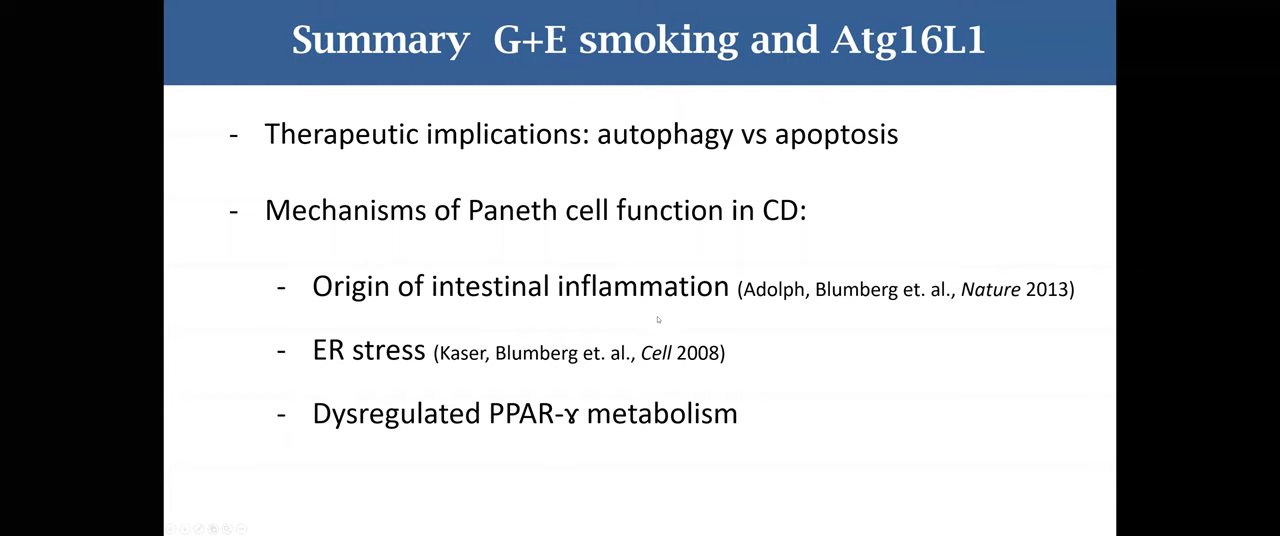 Summary G+E smoking and Atg16L1
- Therapeutic implications: autophagy vs apoptosis
- Mechanisms of Paneth cell function in CD:
- Origin of intestinal inflammation (Adolph, Blumberg et. al., Nature 2013)
- ER stress (Kaser, Blumberg et. al., Cell 2008)
- Dysregulated PPAR-ɤ metabolism